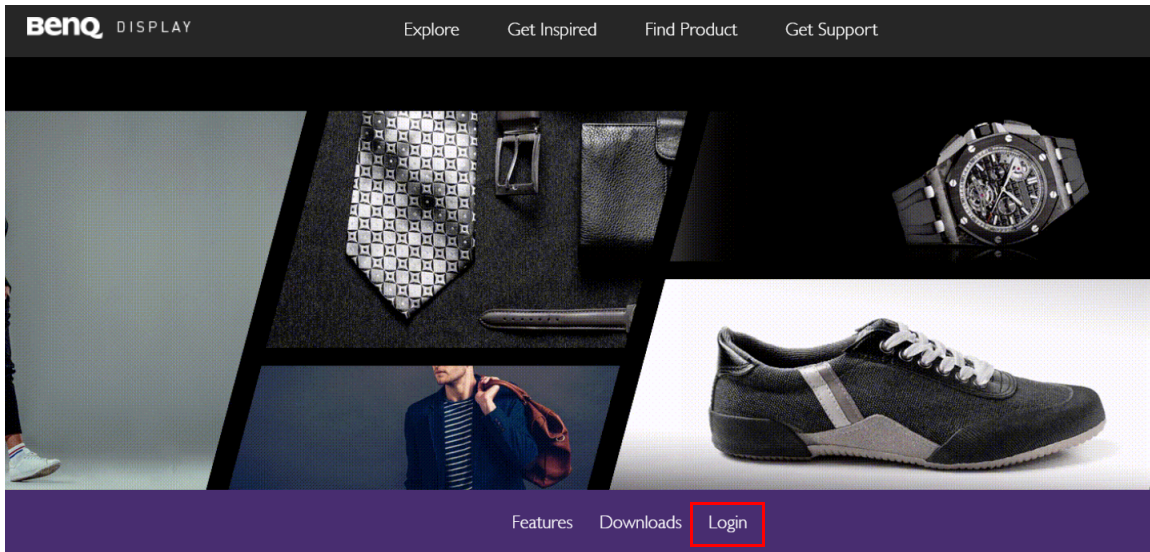 BenQ DISPLAY Explore Get Inspired Find Product Get Support
Features Downloads Login